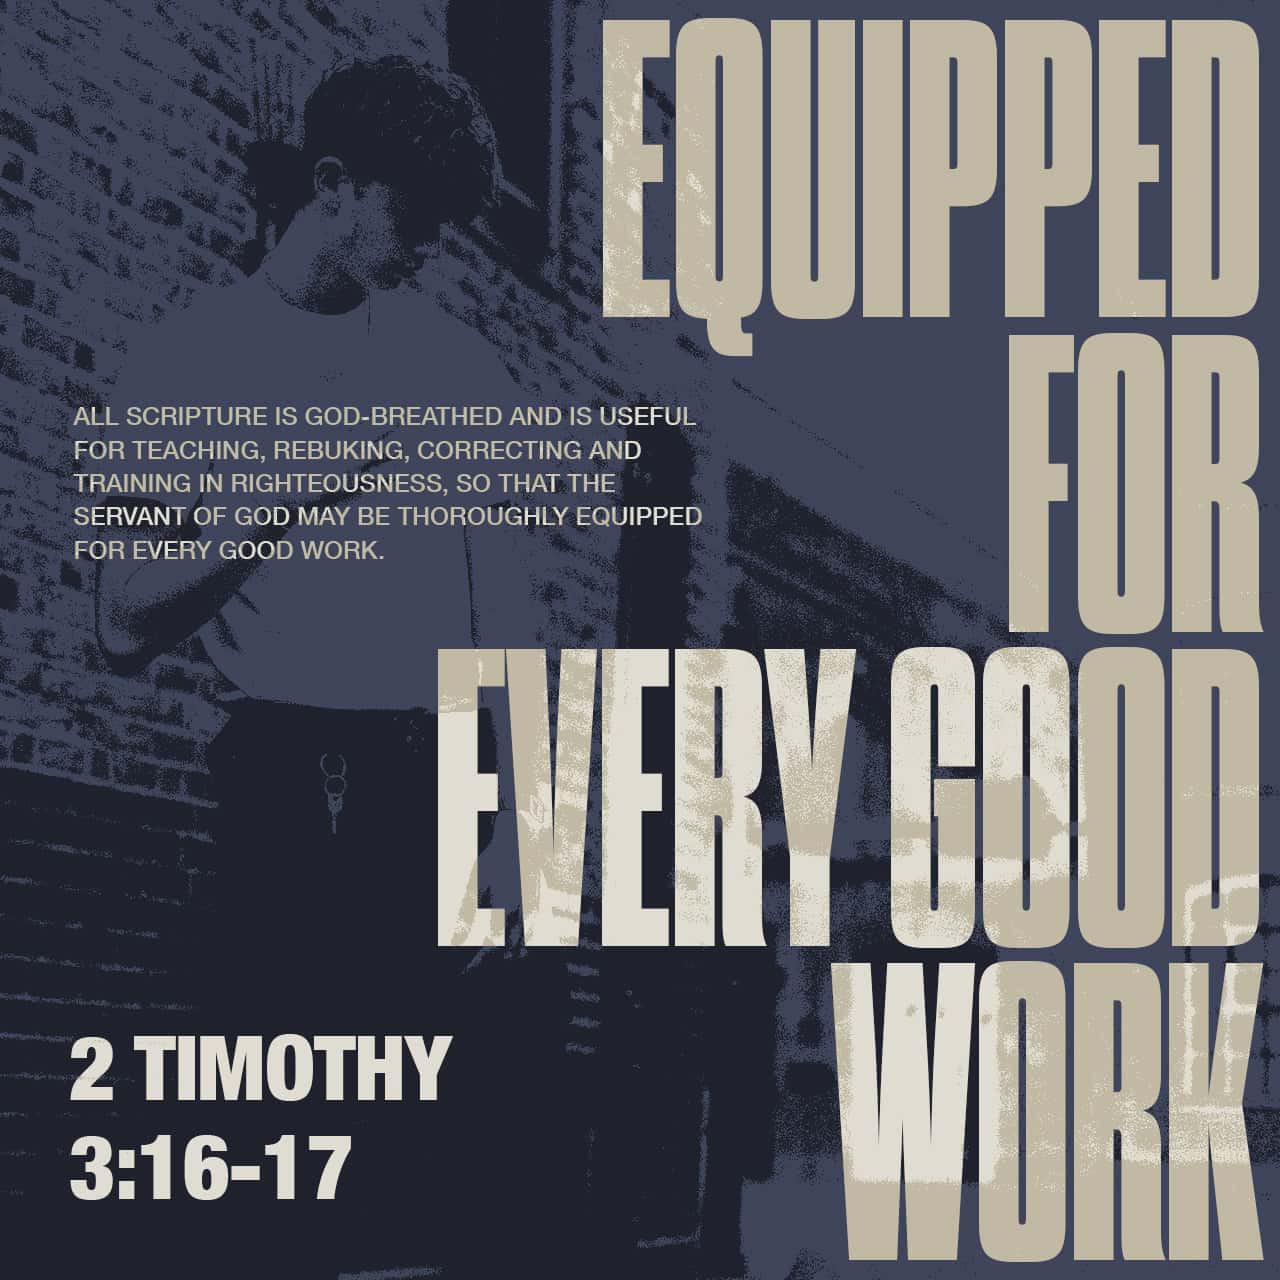 EQUIPPED
FOR
EVERY GOOD
WORK
ALL SCRIPTURE IS GOD-BREATHED AND IS USEFUL
FOR TEACHING, REBUKING, CORRECTING AND
TRAINING IN RIGHTEOUSNESS, SO THAT THE
SERVANT OF GOD MAY BE THOROUGHLY EQUIPPED
FOR EVERY GOOD WORK.
2 TIMOTHY
3:16-17